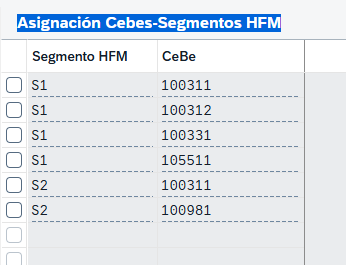 Asignación Cebes-Segmentos HFM
Segmento HFM CeBe
S1 100311
S1 100312
S1 100331
S1 105511
S2 100311
S2 100981